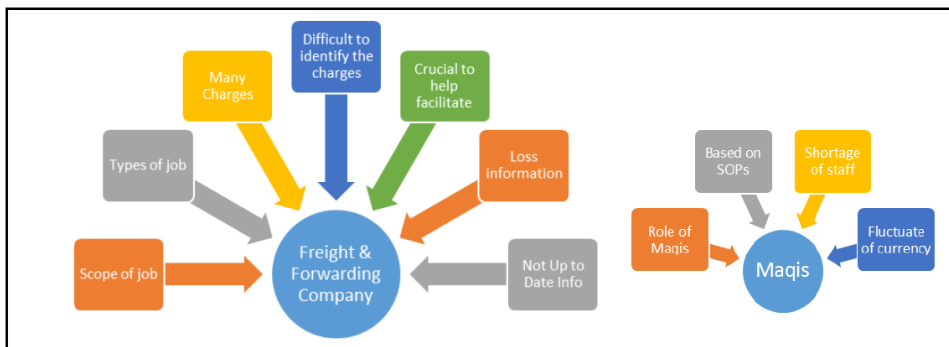 Difficult to
identify the
charges
Many
Charges
Crucial to
help
facilitate
Types of job
Loss
information
Scope of job
Freight &
Forwarding
Company
Not Up to
Date Info
Based on
SOPs
Shortage
of staff
Role of
Maqis
Fluctuate
of currency
Maqis